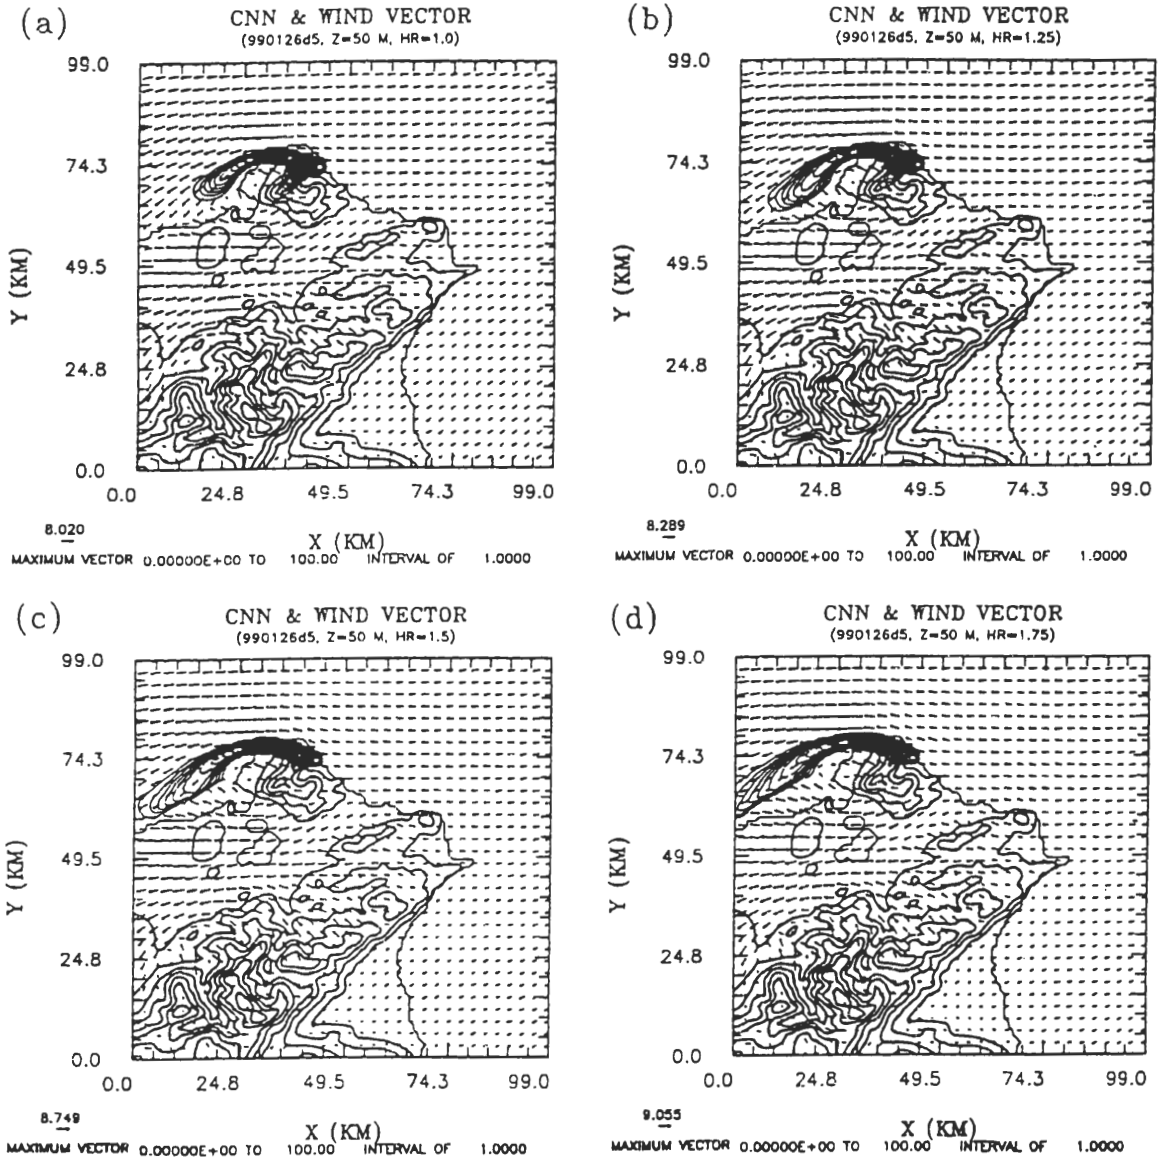 (a)
CNN & WIND VECTOR
(990126d5, Z=50 M, HR=1.0)
99.0
74.3
49.5
24.8
0.0
Y (KM)
0.0 24.8 49.5 74.3 99.0
8.020
X (KM)
MAXIMUM VECTOR 0.00000E+00 TO 100.00 INTERVAL OF 1.0000
(b)
CNN & WIND VECTOR
(990126d5, Z=50 M, HR=1.25)
99.0
74.3
49.5
24.8
0.0
Y (KM)
0.0 24.8 49.5 74.3 99.0
8.289
X (KM)
MAXIMUM VECTOR 0.00000E+00 TO 100.00 INTERVAL OF 1.0000
(c)
CNN & WIND VECTOR
(990126d5, Z=50 M, HR=1.5)
99.0
74.3
49.5
24.8
0.0
Y (KM)
0.0 24.8 49.5 74.3 99.0
8.749
X (KM)
MAXIMUM VECTOR 0.00000E+00 TO 100.00 INTERVAL OF 1.0000
(d)
CNN & WIND VECTOR
(990126d5, Z=50 M, HR=1.75)
99.0
74.3
49.5
24.8
0.0
Y (KM)
0.0 24.8 49.5 74.3 99.0
9.055
X (KM)
MAXIMUM VECTOR 0.00000E+00 TO 100.00 INTERVAL OF 1.0000